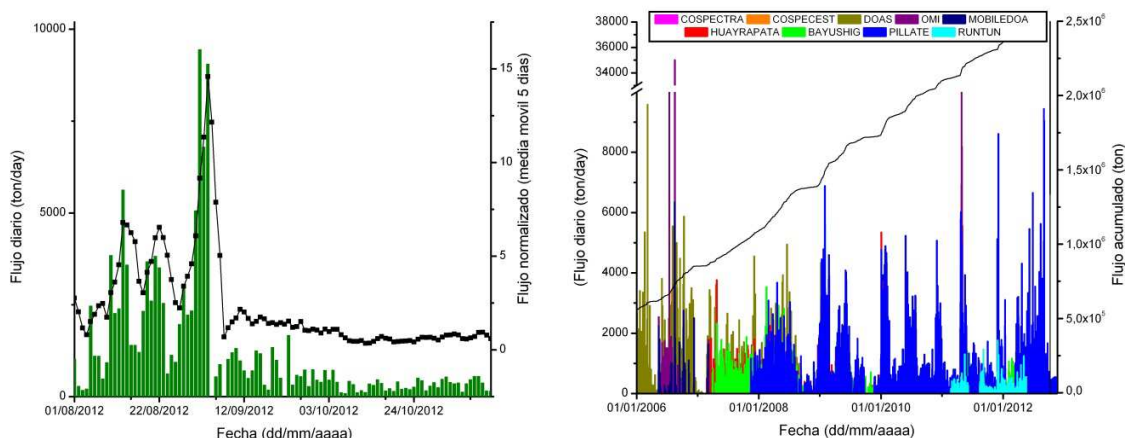 10000
5000
0
Flujo diario (ton/day)
15
10
5
0
Flujo normalizado (media movil 5 dias)
01/08/2012 22/08/2012 12/09/2012 03/10/2012 24/10/2012
Fecha (dd/mm/aaaa)
COSPECTRA COSPECEST DOAS OMI MOBILEDOA
HUAYRAPATA BAYUSHIG PILLATE RUNTUN
38000
36000
34000
8000
6000
4000
2000
0
(Flujo diario (ton/day)
2,5x10⁶
2,0x10⁶
1,5x10⁶
1,0x10⁶
5,0x10⁵
0,0
Flujo acumulado (ton)
01/01/2006 01/01/2008 01/01/2010 01/01/2012
Fecha (dd/mm/aaaa)